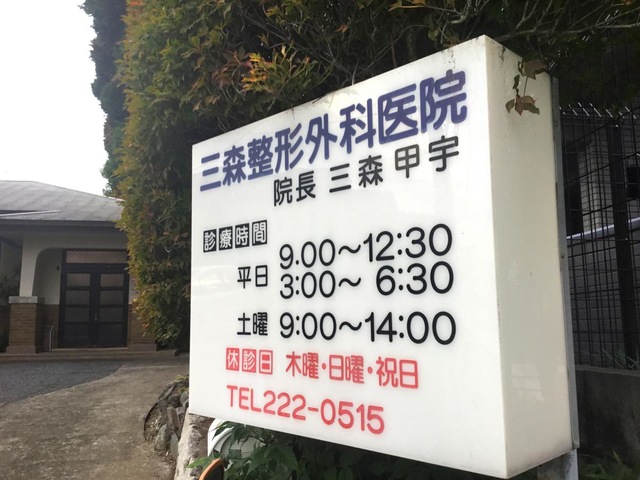 三森整形外科医院
院長 三森甲宇
診療時間
平日 9.00～12:30
3:00～ 6:30
土曜 9:00～14:00
休診日 木曜・日曜・祝日
TEL222-0515